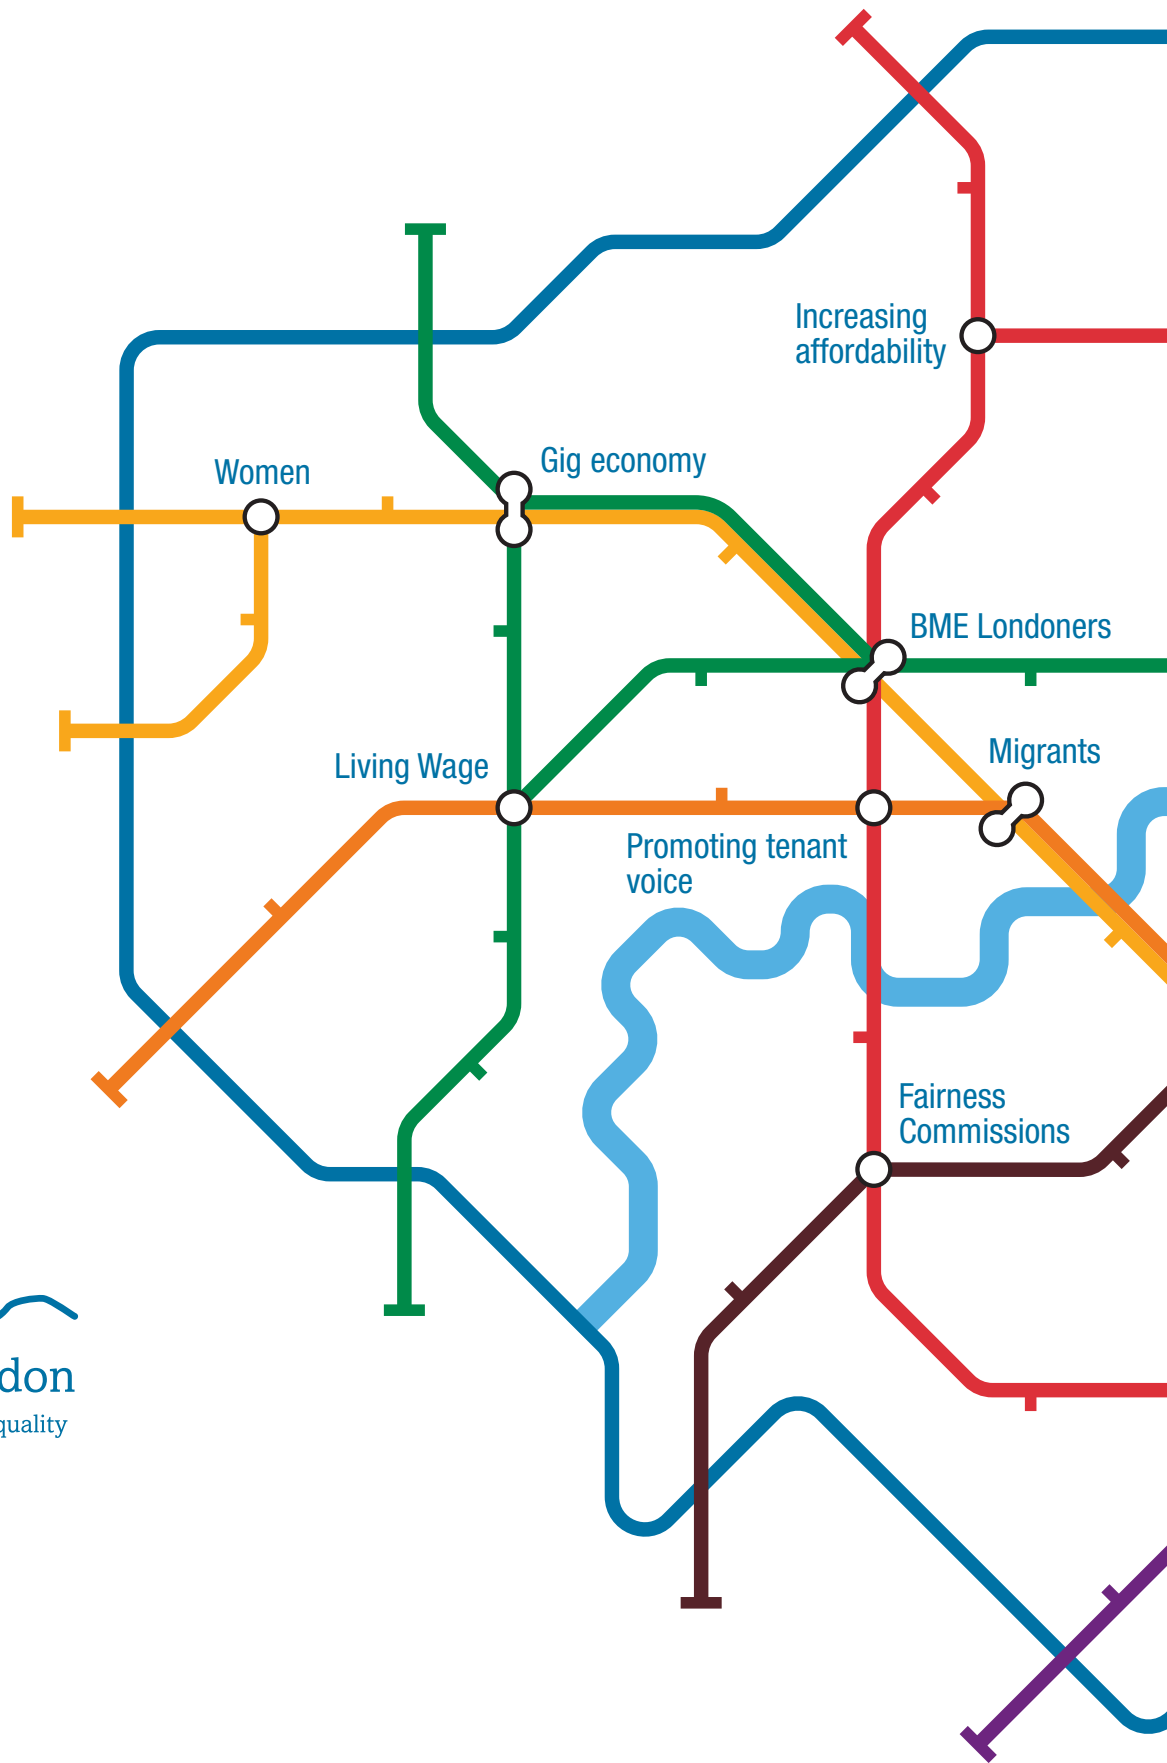 Increasing
affordability
Gig economy
Women
BME Londoners
Migrants
Living Wage
Promoting tenant
voice
Fairness
Commissions
don
quality